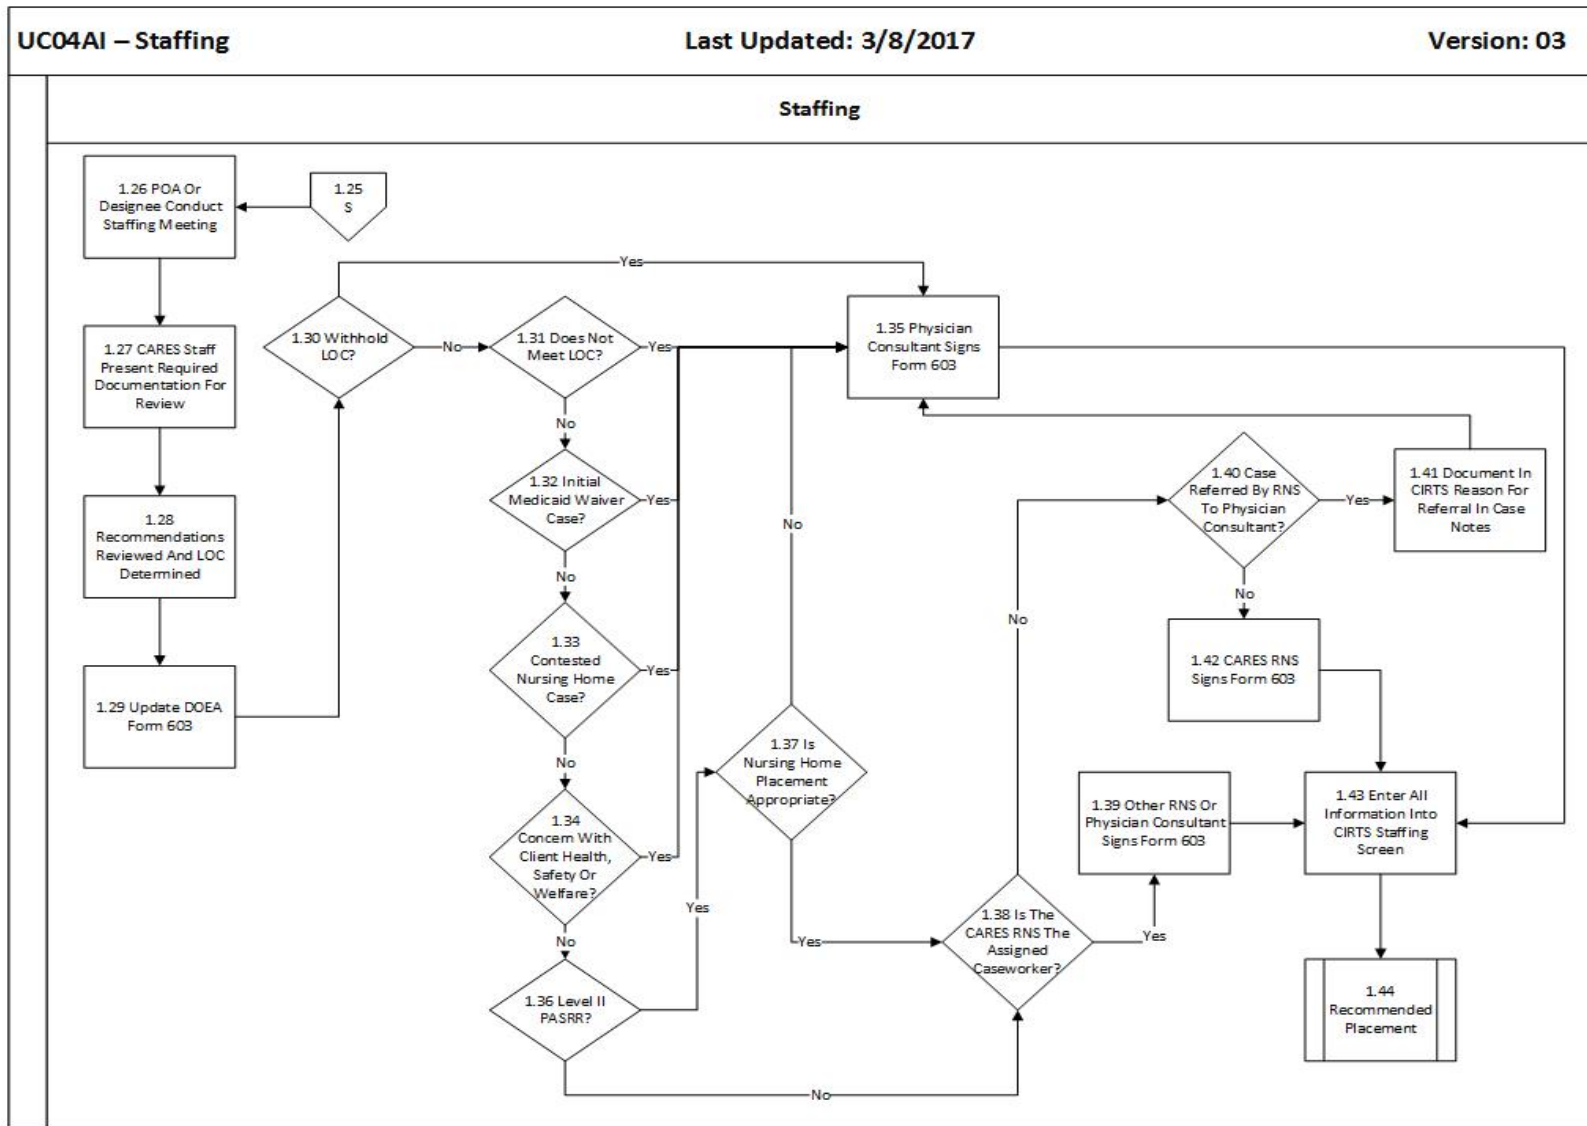 UC04AI – Staffing
Last Updated: 3/8/2017
Version: 03
Staffing
1.26 POA Or
Designee Conduct
Staffing Meeting
1.25
S
1.27 CARES Staff
Present Required
Documentation For
Review
1.28
Recommendations
Reviewed And LOC
Determined
1.29 Update DOEA
Form 603
1.30 Withhold
LOC?
Yes
No
1.31 Does Not
Meet LOC?
Yes
No
1.32 Initial
Medicaid Waiver
Case?
Yes
No
1.33
Contested
Nursing Home
Case?
Yes
No
1.34
Concern With
Client Health,
Safety Or
Welfare?
Yes
No
1.36 Level II
PASRR?
Yes
No
1.37 Is
Nursing Home
Placement
Appropriate?
No
Yes
1.35 Physician
Consultant Signs
Form 603
1.38 Is The
CARES RNS The
Assigned
Caseworker?
No
Yes
1.39 Other RNS Or
Physician Consultant
Signs Form 603
1.40 Case
Referred By RNS
To Physician
Consultant?
Yes
No
1.41 Document In
CIRTS Reason For
Referral In Case
Notes
1.42 CARES RNS
Signs Form 603
1.43 Enter All
Information Into
CIRTS Staffing
Screen
1.44
Recommended
Placement